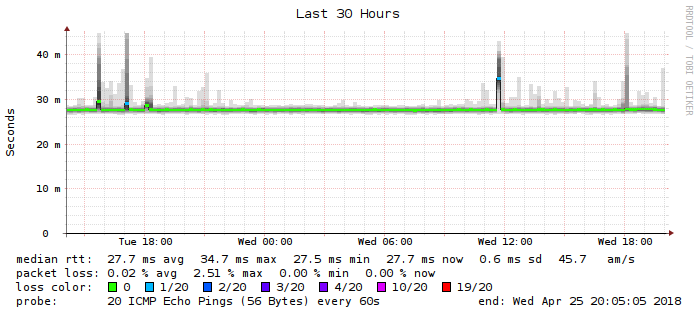 Last 30 Hours
RRDTOOL / TOBI OETIKER
Seconds
40 m
30 m
20 m
10 m
0
Tue 18:00 Wed 00:00 Wed 06:00 Wed 12:00 Wed 18:00
median rtt: 27.7 ms avg 34.7 ms max 27.5 ms min 27.7 ms now 0.6 ms sd 45.7 am/s
packet loss: 0.02 % avg 2.51 % max 0.00 % min 0.00 % now
loss color: 0 1/20 2/20 3/20 4/20 10/20 19/20
probe: 20 ICMP Echo Pings (56 Bytes) every 60s end: Wed Apr 25 20:05:05 2018